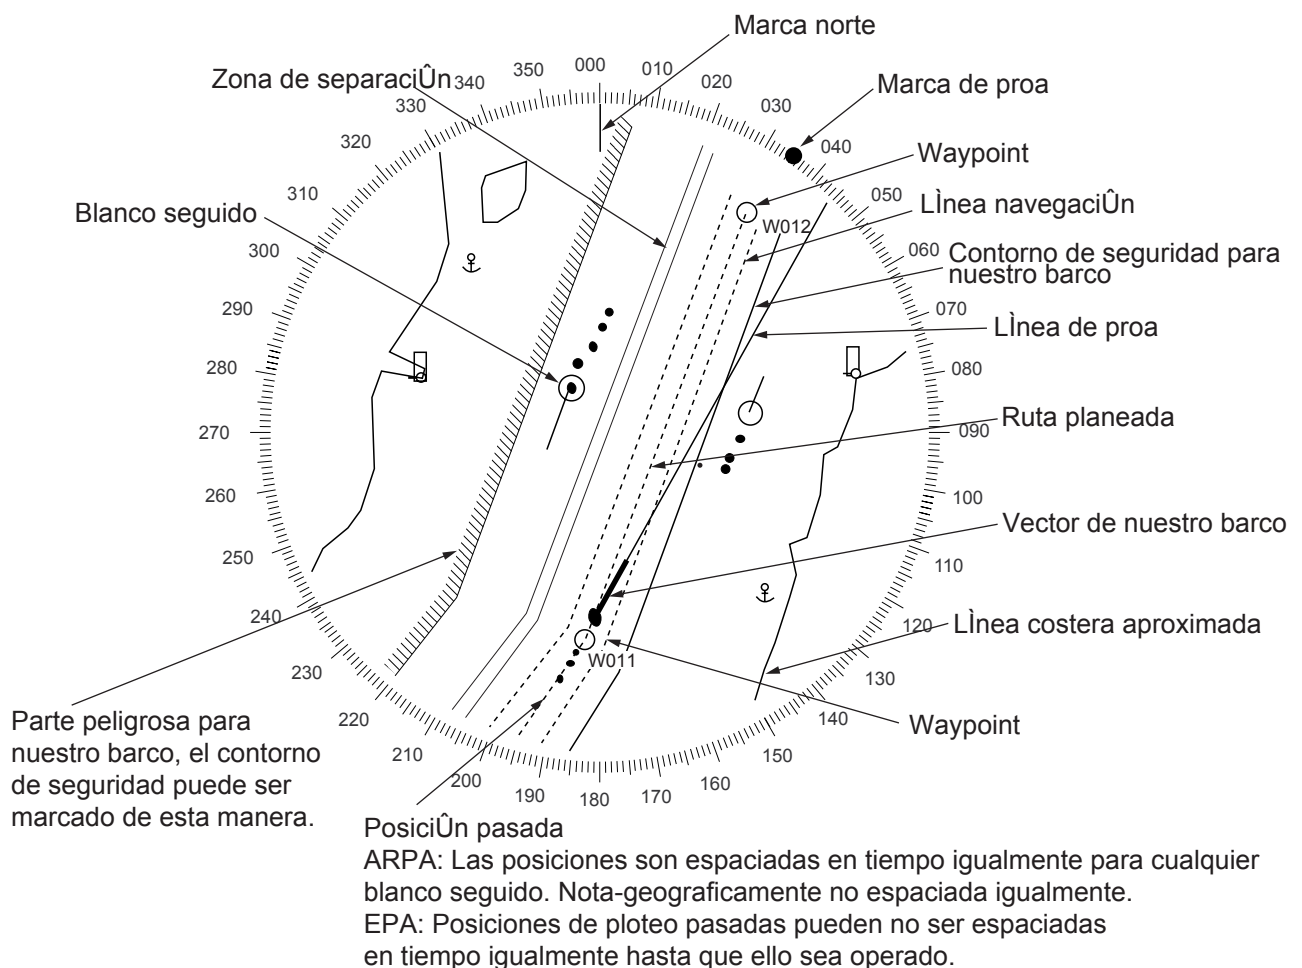 Marca norte
Zona de separaciÛn
Marca de proa
Waypoint
LÌnea navegaciÛn
Blanco seguido
Contorno de seguridad para
nuestro barco
LÌnea de proa
Ruta planeada
Vector de nuestro barco
LÌnea costera aproximada
Waypoint
Parte peligrosa para
nuestro barco, el contorno
de seguridad puede ser
marcado de esta manera.
000
010
020
030
040
050
060
070
080
090
100
110
120
130
140
150
160
170
180
190
200
210
220
230
240
250
260
270
280
290
300
310
320
330
340
350
W012
W011
PosiciÛn pasada
ARPA: Las posiciones son espaciadas en tiempo igualmente para cualquier
blanco seguido. Nota-geograficamente no espaciada igualmente.
EPA: Posiciones de ploteo pasadas pueden no ser espaciadas
en tiempo igualmente hasta que ello sea operado.